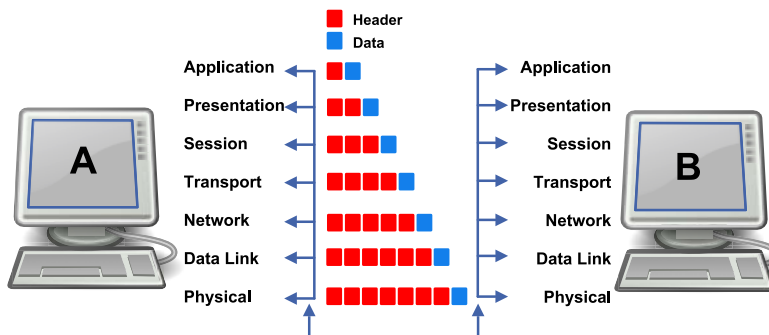 Header
Data
Application
Application
Presentation
Presentation
Session
Session
A
B
Transport
Transport
Network
Network
Data Link
Data Link
Physical
Physical